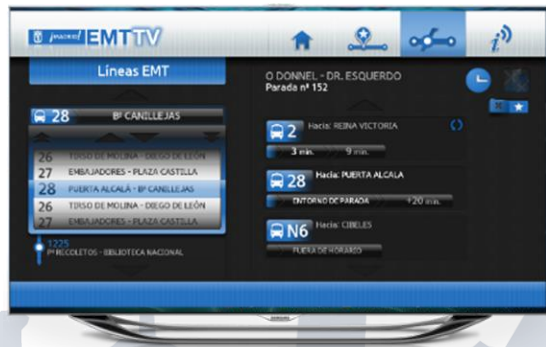 ¡MADRID! EMTTV
Líneas EMT
28 Bº CANILLEJAS
26 TIRSO DE MOLINA - DIEGO DE LEÓN
27 EMBAJADORES - PLAZA CASTILLA
28 PUERTA ALCALÁ - Bº CANILLEJAS
26 TIRSO DE MOLINA - DIEGO DE LEÓN
27 EMBAJADORES - PLAZA CASTILLA
1225
Pº RECOLETOS - BIBLIOTECA NACIONAL
O DONNEL - DR. ESQUERDO
Parada nº 152
2 Hacia: REINA VICTORIA
3 min. 9 min.
28 Hacia: PUERTA ALCALA
ENTORNO DE PARADA +20 min.
N6 Hacia: CIBELES
FUERA DE HORARIO
SAMSUNG